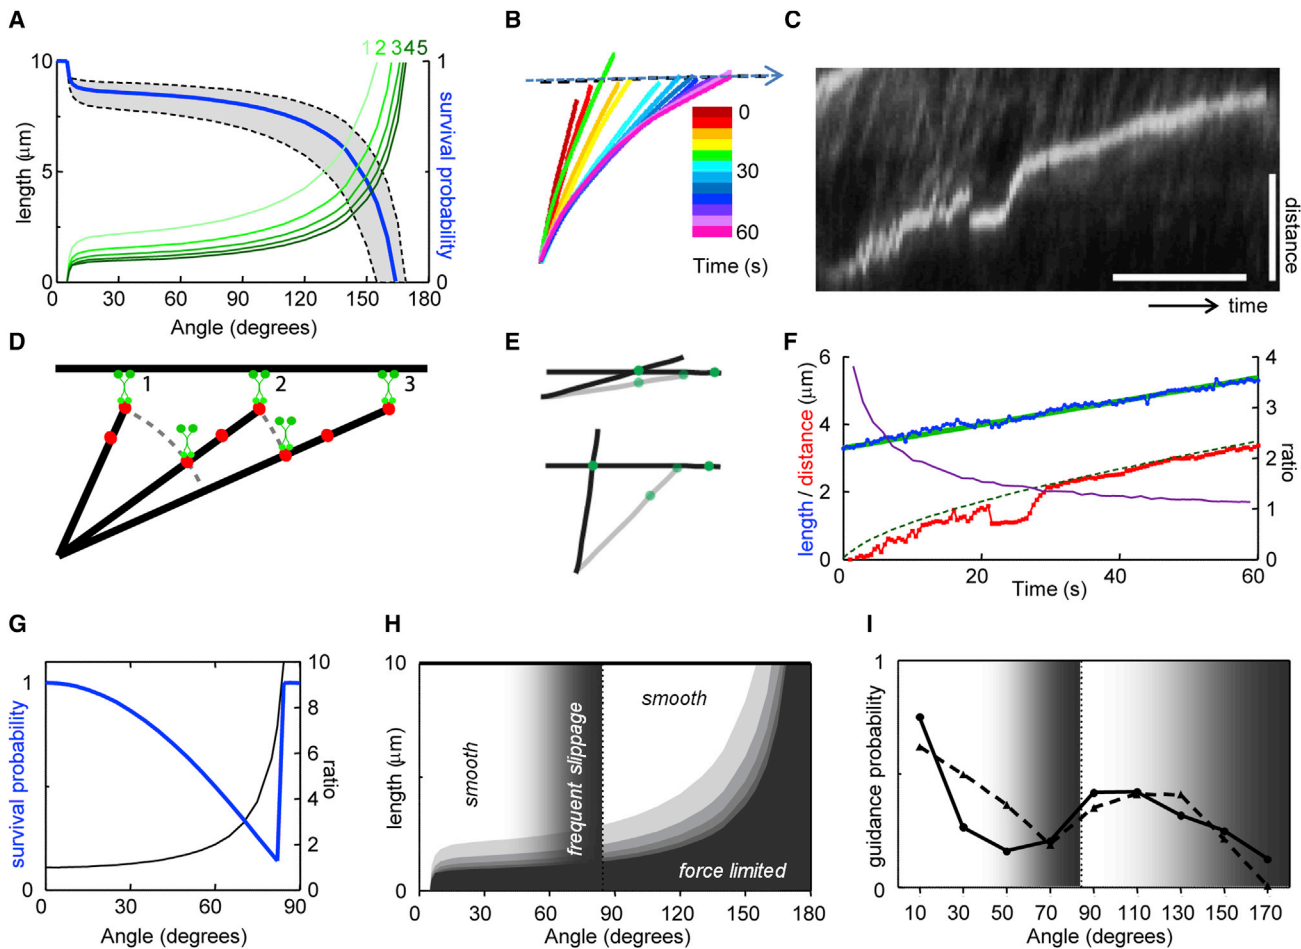 A
1 2 3 4 5
10
5
0
length (µm)
1
0
survival probability
0 30 60 90 120 150 180
Angle (degrees)
B
0
30
60
Time (s)
C
distance
time
D
1
2
3
E
F
6
4
2
0
length / distance (µm)
4
3
2
1
0
ratio
0 20 40 60
Time (s)
G
1
0
survival probability
10
8
6
4
2
0
ratio
0 30 60 90
Angle (degrees)
H
10
0
length (µm)
smooth
frequent slippage
smooth
force limited
0 30 60 90 120 150 180
Angle (degrees)
I
1
0
guidance probability
10 30 50 70 90 110 130 150 170
Angle (degrees)